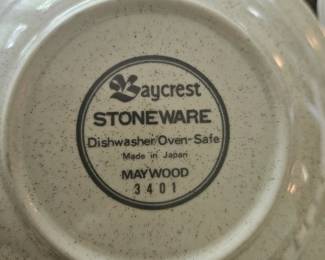 Baycrest
STONEWARE
Dishwasher/Oven-Safe
Made in Japan
MAYWOOD
3401